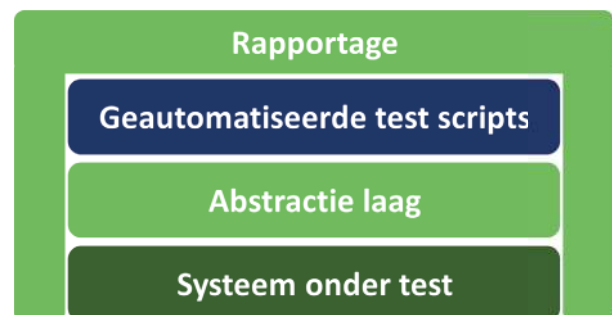 Rapportage
Geautomatiseerde test scripts
Abstractie laag
Systeem onder test